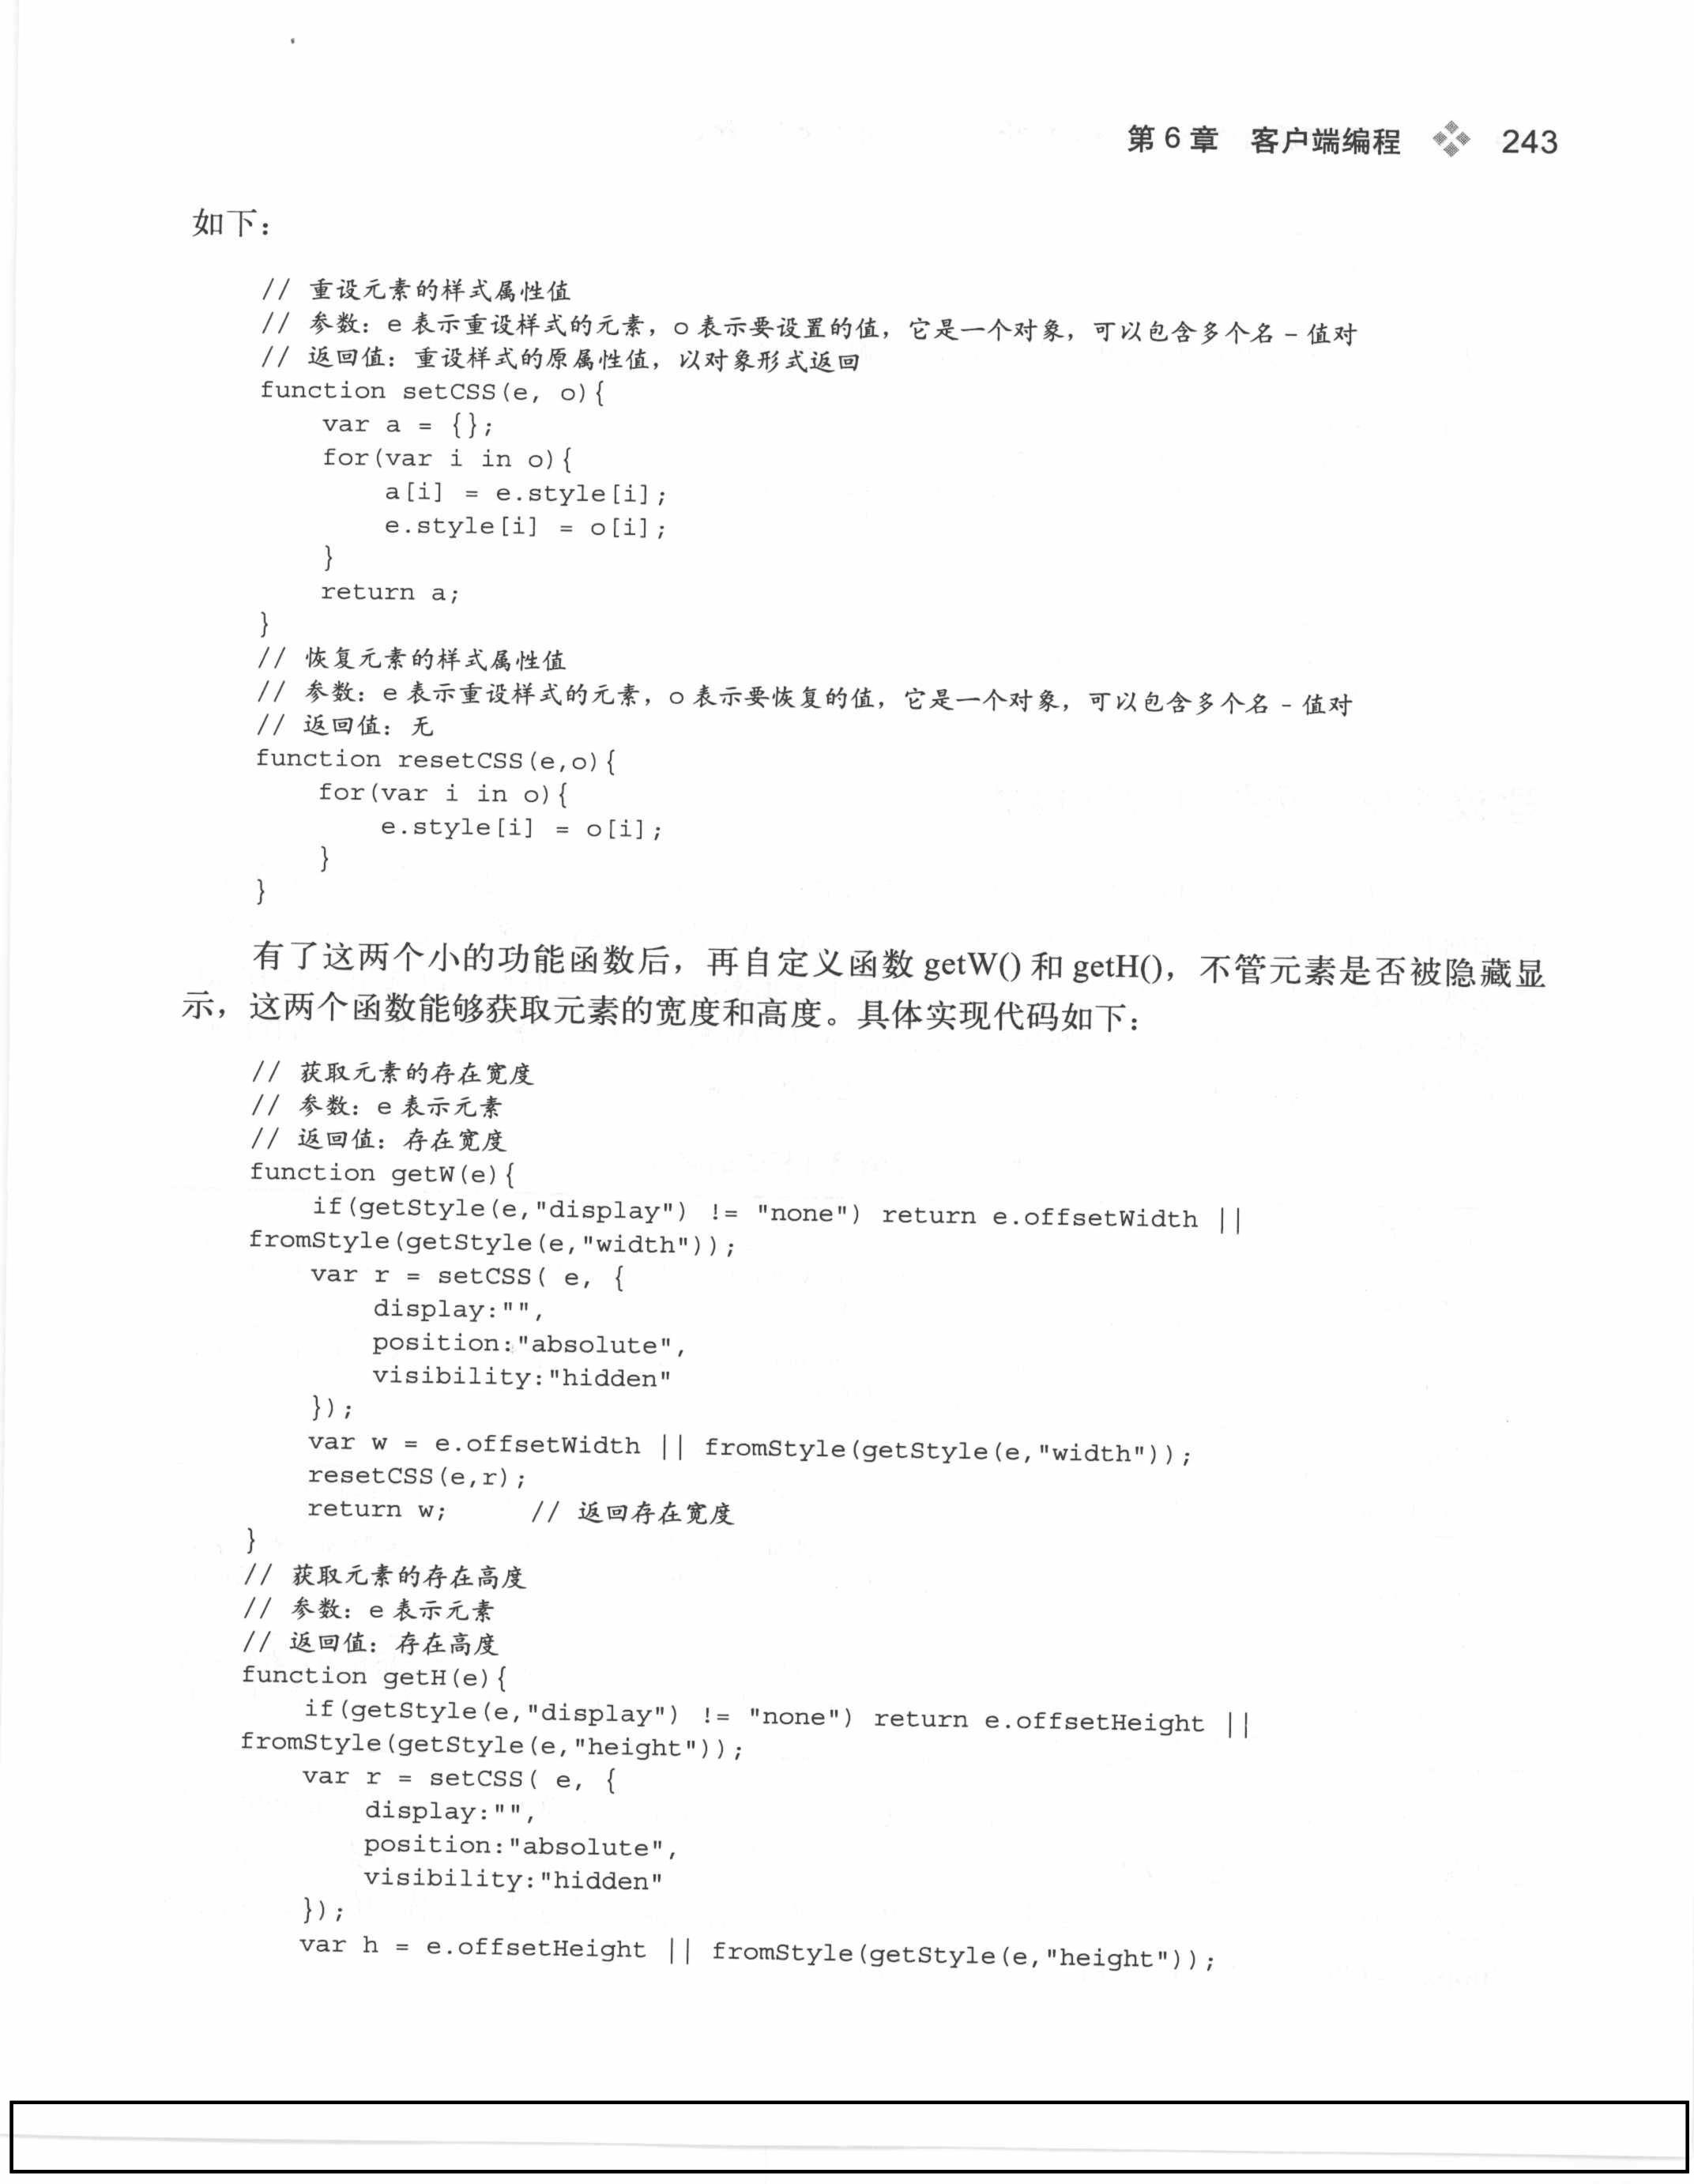 第6章 客户端编程 243
如下：
// 重设元素的样式属性值
// 参数：e 表示重设样式的元素，o 表示要设置的值，它是一个对象，可以包含多个名－值对
// 返回值：重设样式的原属性值，以对象形式返回
function setCSS(e, o){
    var a = {};
    for(var i in o){
        a[i] = e.style[i];
        e.style[i] = o[i];
    }
    return a;
}
// 恢复元素的样式属性值
// 参数：e 表示重设样式的元素，o 表示要恢复的值，它是一个对象，可以包含多个名－值对
// 返回值：无
function resetCSS(e,o){
    for(var i in o){
        e.style[i] = o[i];
    }
}
有了这两个小的功能函数后，再自定义函数 getW() 和 getH()，不管元素是否被隐藏显
示，这两个函数能够获取元素的宽度和高度。具体实现代码如下：
// 获取元素的存在宽度
// 参数：e 表示元素
// 返回值：存在宽度
function getW(e){
    if(getStyle(e,"display") != "none") return e.offsetWidth ||
fromStyle(getStyle(e,"width"));
    var r = setCSS( e, {
        display:"",
        position:"absolute",
        visibility:"hidden"
    });
    var w = e.offsetWidth || fromStyle(getStyle(e,"width"));
    resetCSS(e,r);
    return w;     // 返回存在宽度
}
// 获取元素的存在高度
// 参数：e 表示元素
// 返回值：存在高度
function getH(e){
    if(getStyle(e,"display") != "none") return e.offsetHeight ||
fromStyle(getStyle(e,"height"));
    var r = setCSS( e, {
        display:"",
        position:"absolute",
        visibility:"hidden"
    });
    var h = e.offsetHeight || fromStyle(getStyle(e,"height"));